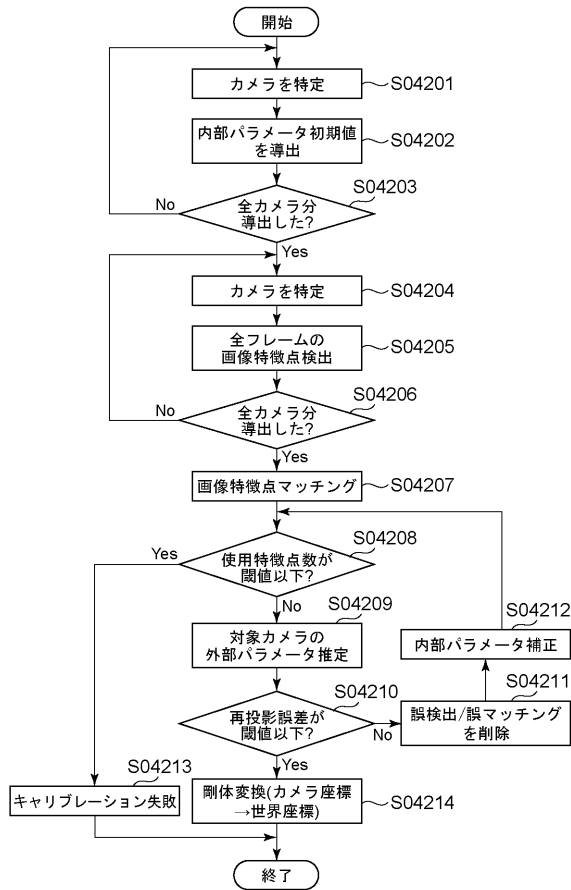 開始
カメラを特定
S04201
内部パラメータ初期値
を導出
S04202
S04203
全カメラ分
導出した?
No
Yes
カメラを特定
S04204
全フレームの
画像特徴点検出
S04205
S04206
全カメラ分
導出した?
No
Yes
画像特徴点マッチング
S04207
S04208
使用特徴点数が
閾値以下?
Yes
No
S04209
対象カメラの
外部パラメータ推定
S04212
内部パラメータ補正
S04210
再投影誤差が
閾値以下?
No
S04211
誤検出/誤マッチング
を削除
Yes
S04213
キャリブレーション失敗
剛体変換(カメラ座標
→世界座標)
S04214
終了